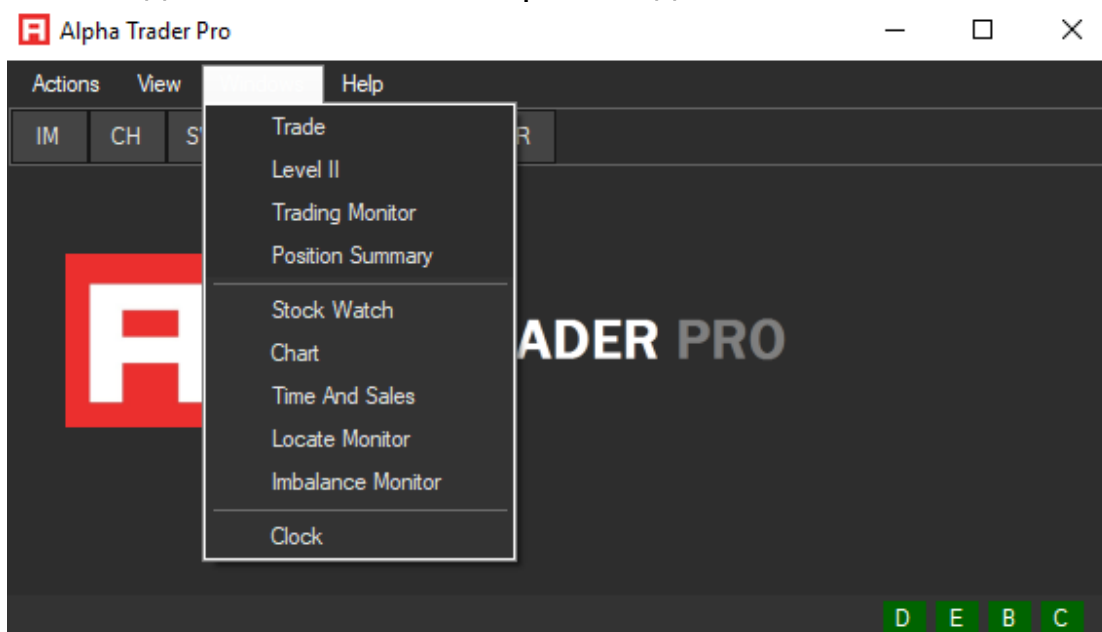 Alpha Trader Pro
Actions View Windows Help
IM CH
R
Trade
Level II
Trading Monitor
Position Summary
Stock Watch
Chart
Time And Sales
Locate Monitor
Imbalance Monitor
Clock
ADER PRO
D E B C